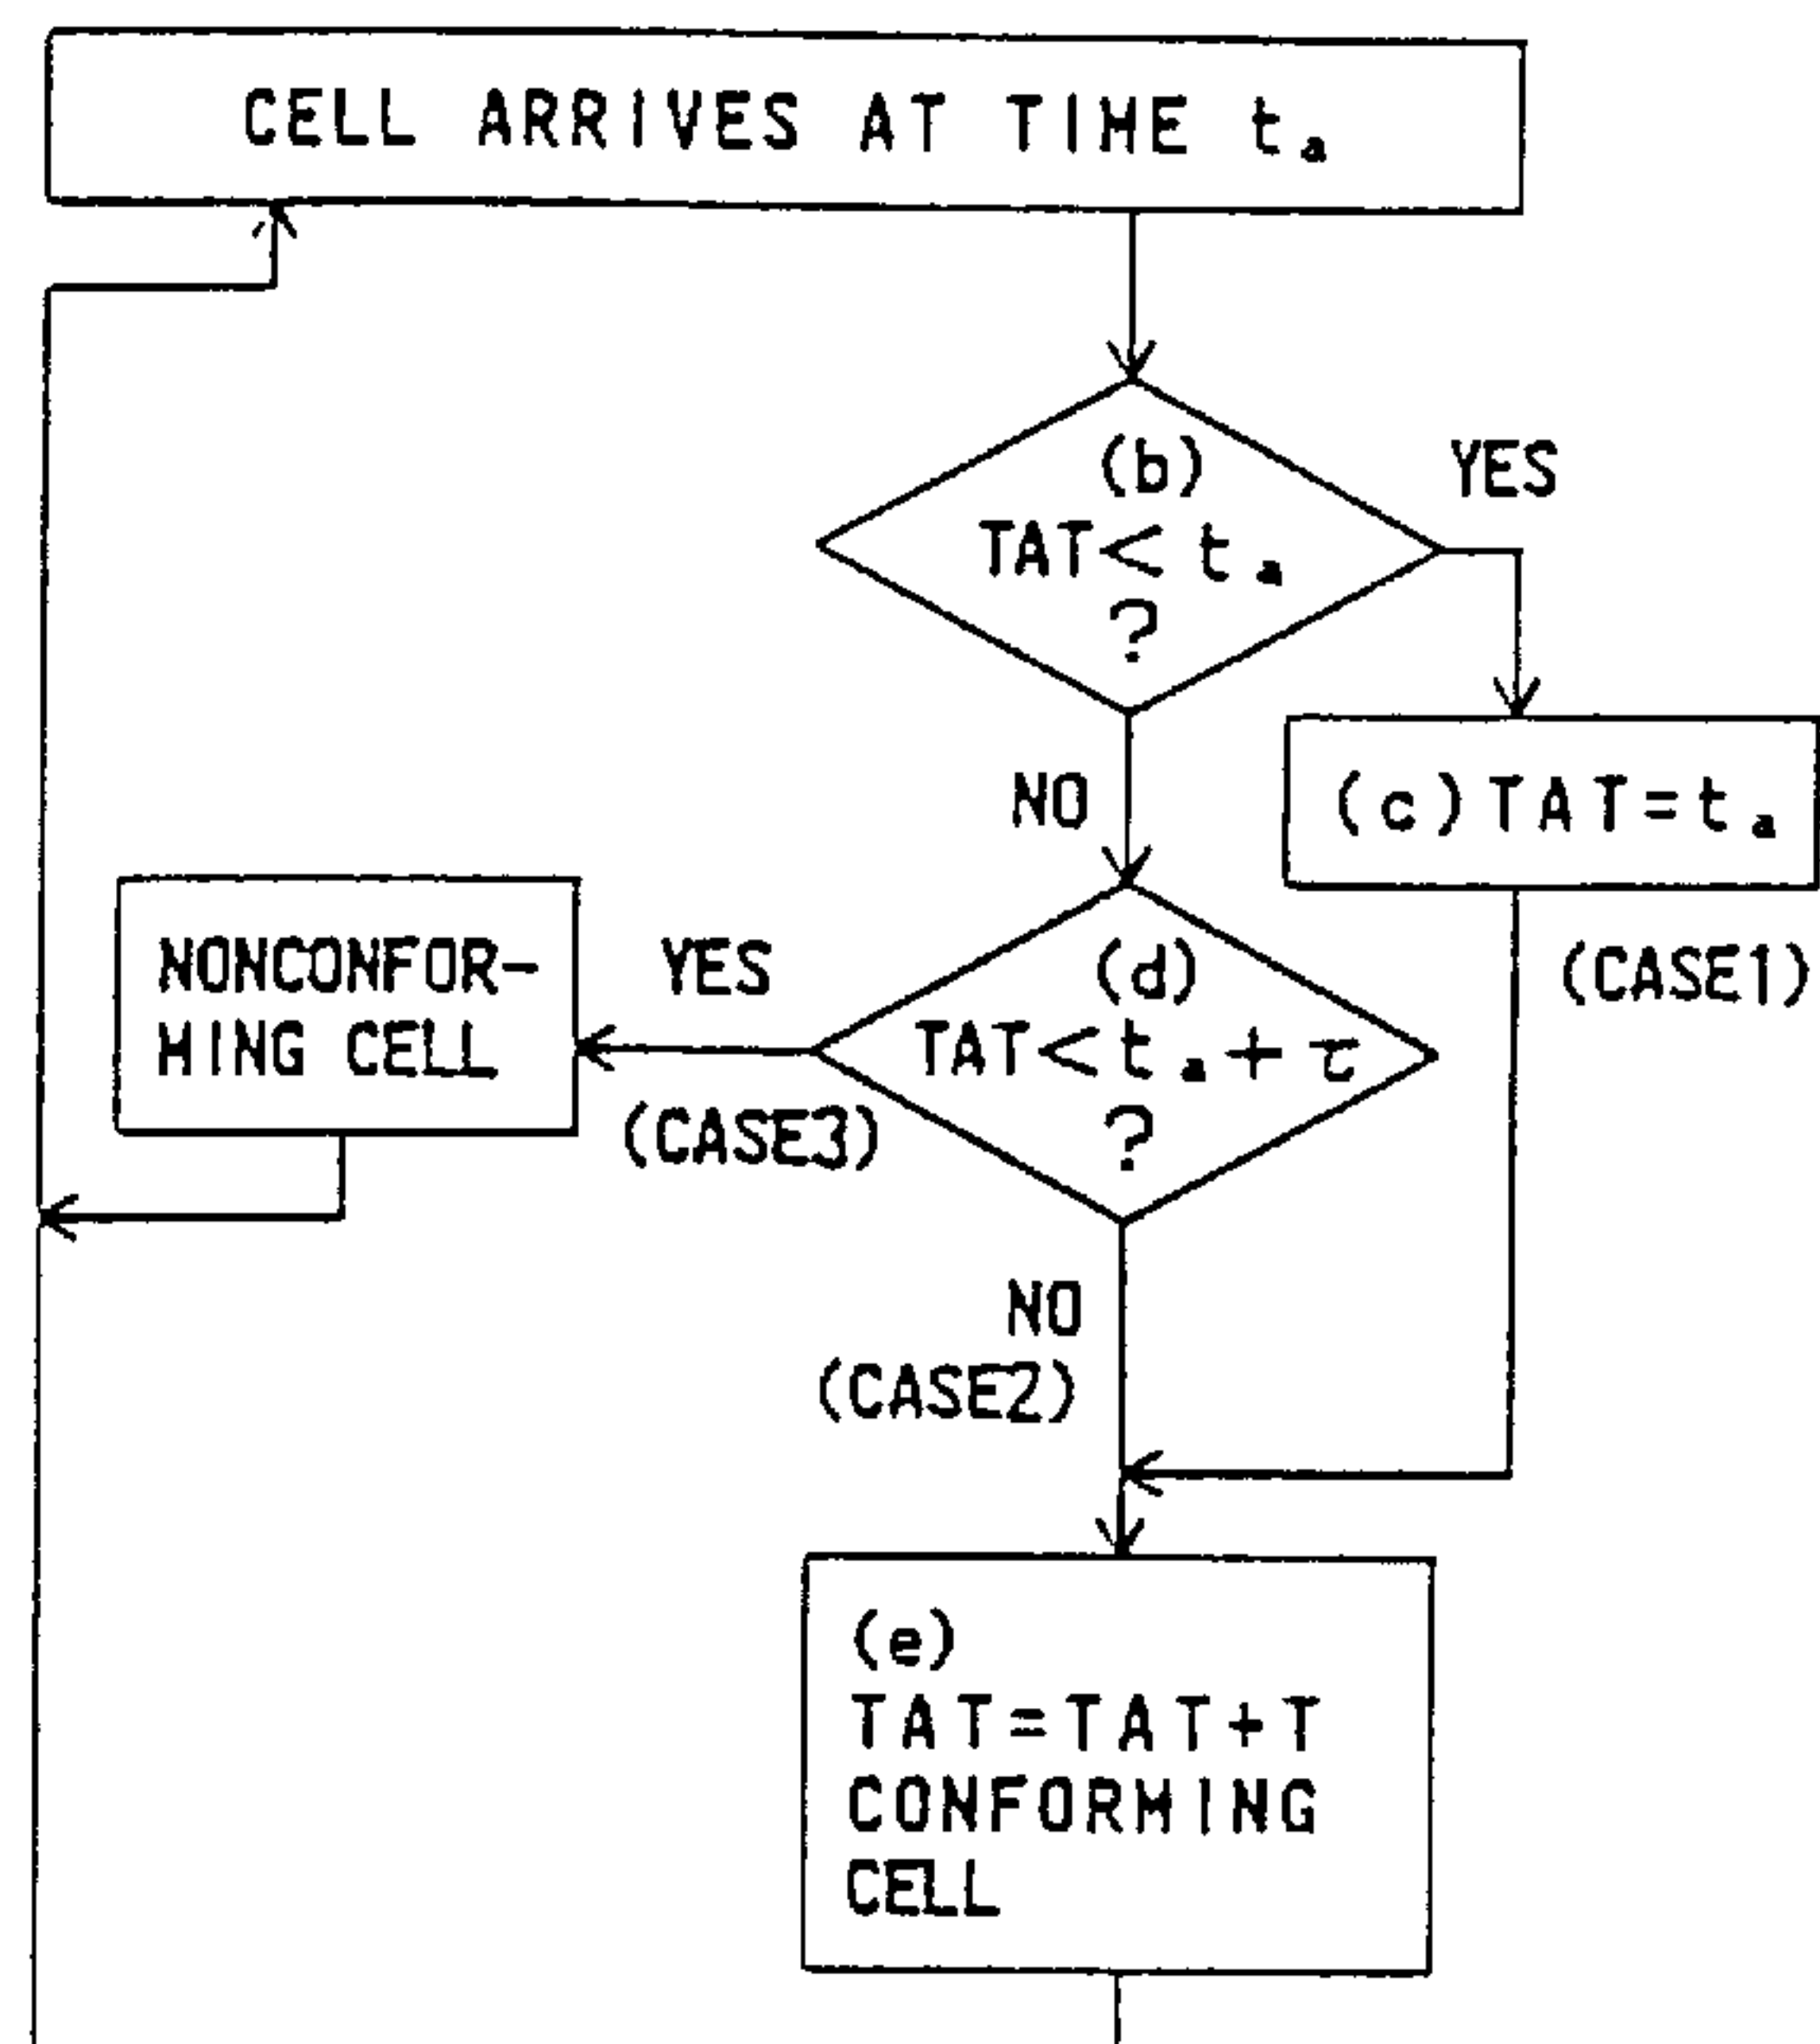 CELL ARRIVES AT TIME tₐ
(b)
TAT< tₐ
?
YES
NO
(c)TAT=tₐ
(CASE1)
NONCONFOR-
MING CELL
YES
(CASE3)
(d)
TAT<tₐ+τ
?
NO
(CASE2)
(e)
TAT=TAT+T
CONFORMING
CELL